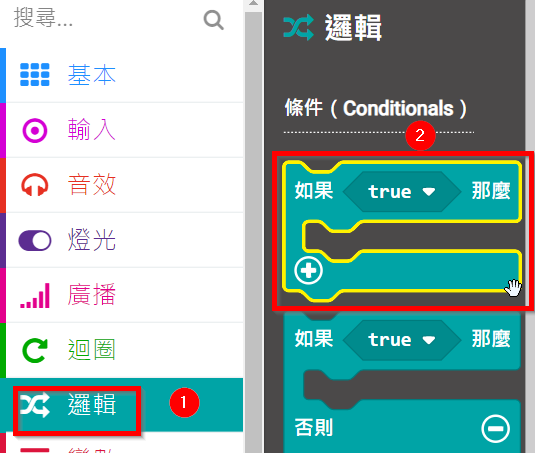 搜尋...
基本
輸入
音效
燈光
廣播
迴圈
邏輯
1
邏輯
條件 ( Conditionals )
2
如果 true 那麼
如果 true 那麼
否則